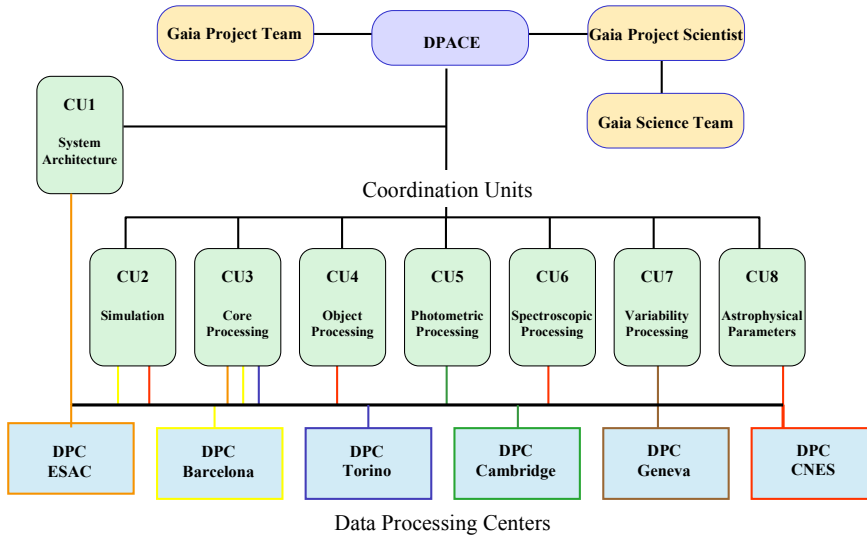 Gaia Project Team
DPACE
Gaia Project Scientist
Gaia Science Team
CU1
System
Architecture
Coordination Units
CU2
Simulation
CU3
Core
Processing
CU4
Object
Processing
CU5
Photometric
Processing
CU6
Spectroscopic
Processing
CU7
Variability
Processing
CU8
Astrophysical
Parameters
DPC
ESAC
DPC
Barcelona
DPC
Torino
DPC
Cambridge
DPC
Geneva
DPC
CNES
Data Processing Centers